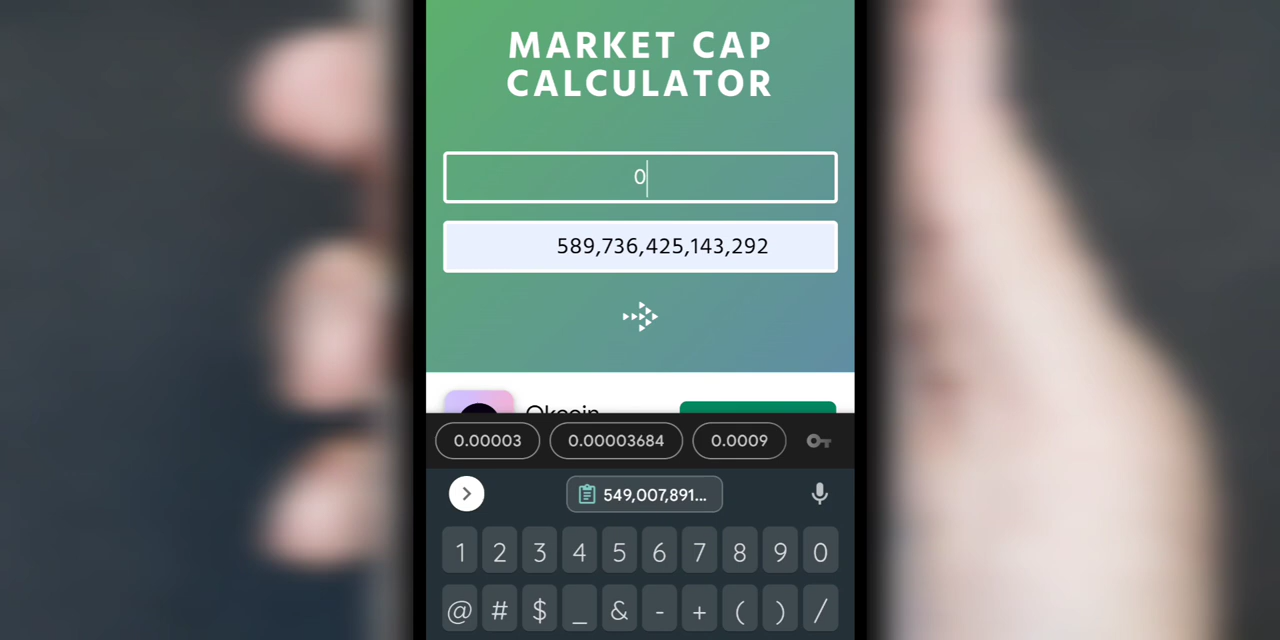 MARKET CAP
CALCULATOR
0
589,736,425,143,292
Okcoin
0.00003 0.00003684 0.0009
549,007,891...
1 2 3 4 5 6 7 8 9 0
@ # $ _ & - + ( ) /